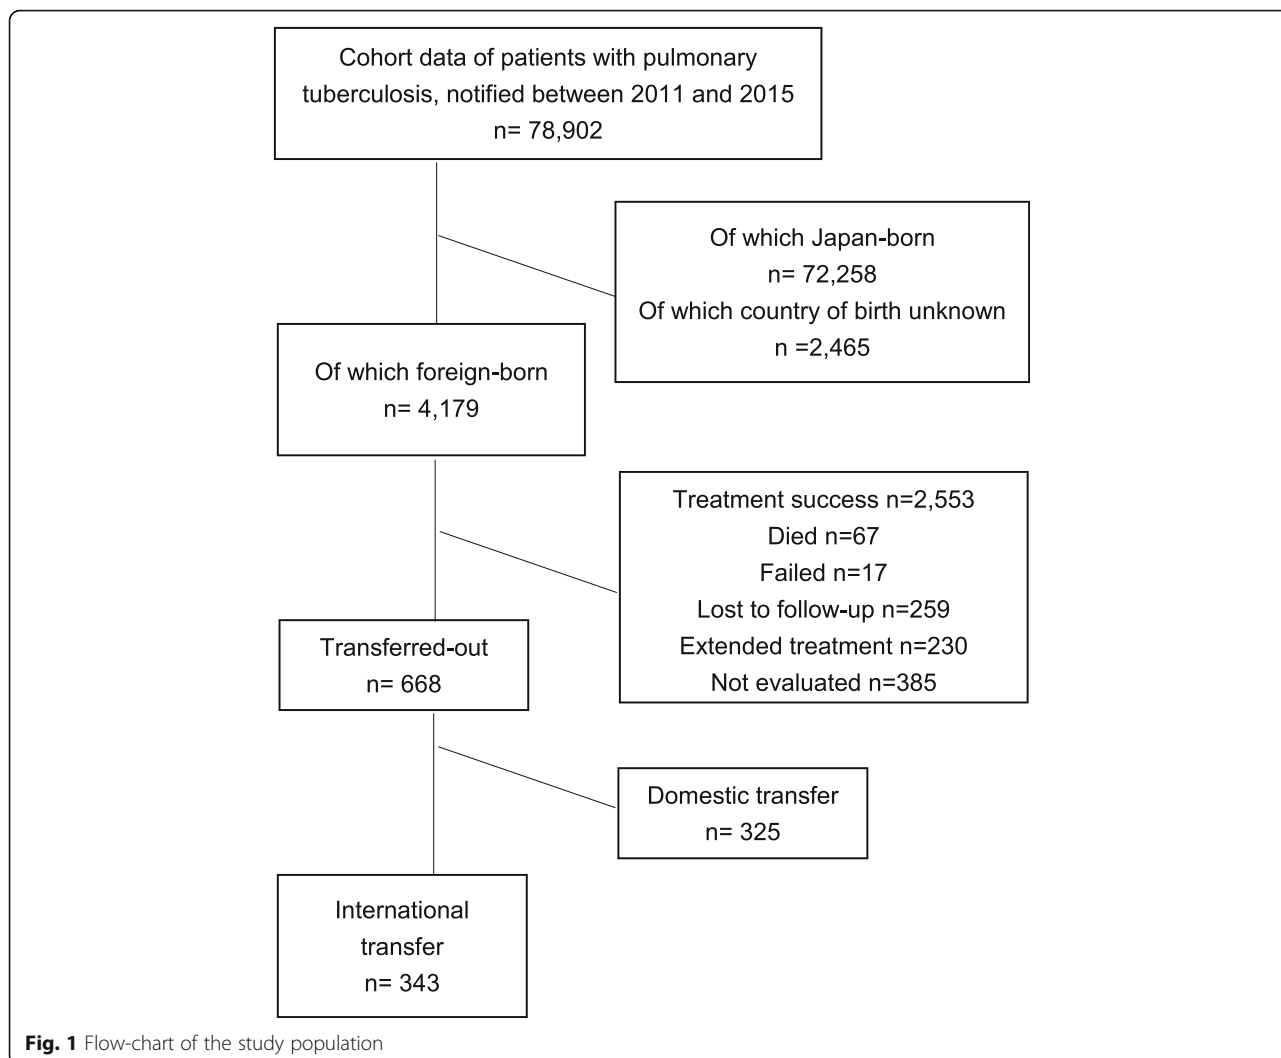 Cohort data of patients with pulmonary
tuberculosis, notified between 2011 and 2015
n= 78,902
Of which Japan-born
n= 72,258
Of which country of birth unknown
n =2,465
Of which foreign-born
n= 4,179
Treatment success n=2,553
Died n=67
Failed n=17
Lost to follow-up n=259
Extended treatment n=230
Not evaluated n=385
Transferred-out
n= 668
Domestic transfer
n= 325
International
transfer
n= 343
Fig. 1 Flow-chart of the study population